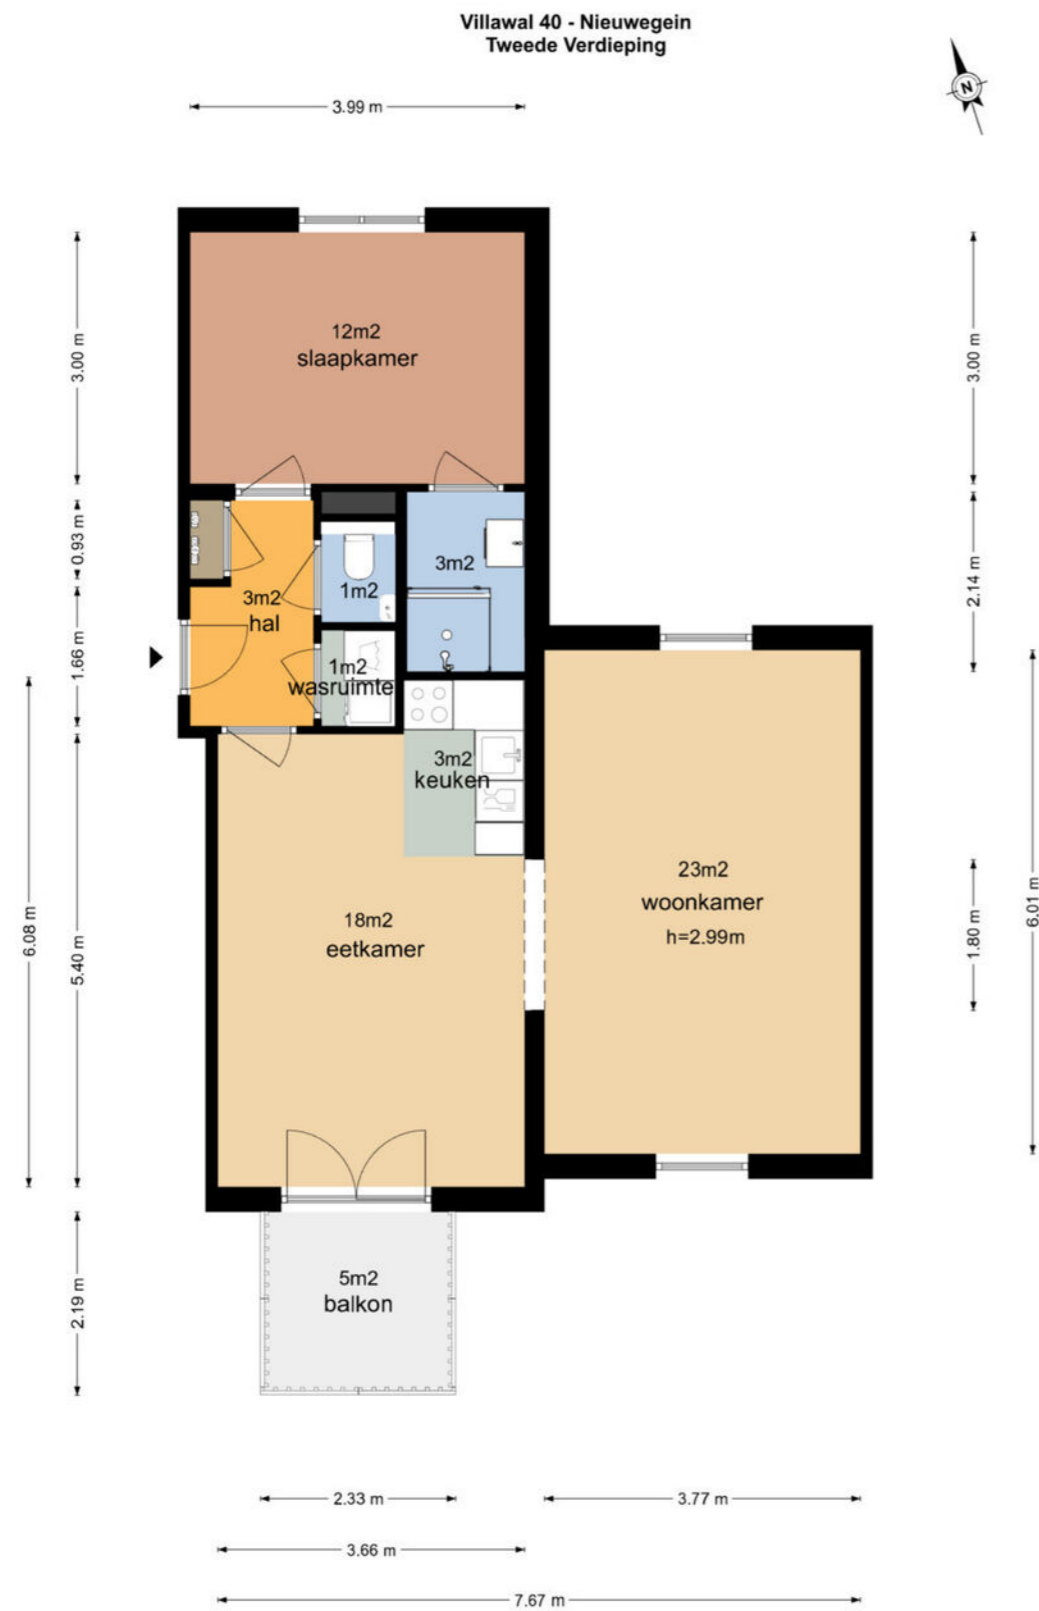 Villawal 40 - Nieuwegein
Tweede Verdieping
N
3.99 m
3.00 m
3.00 m
12m2
slaapkamer
0.93 m
2.14 m
3m2
1m2
3m2
hal
1.66 m
1m2
wasruimte
3m2
keuken
23m2
woonkamer
h=2.99m
18m2
eetkamer
6.08 m
5.40 m
1.80 m
6.01 m
5m2
balkon
2.19 m
2.33 m
3.77 m
3.66 m
7.67 m